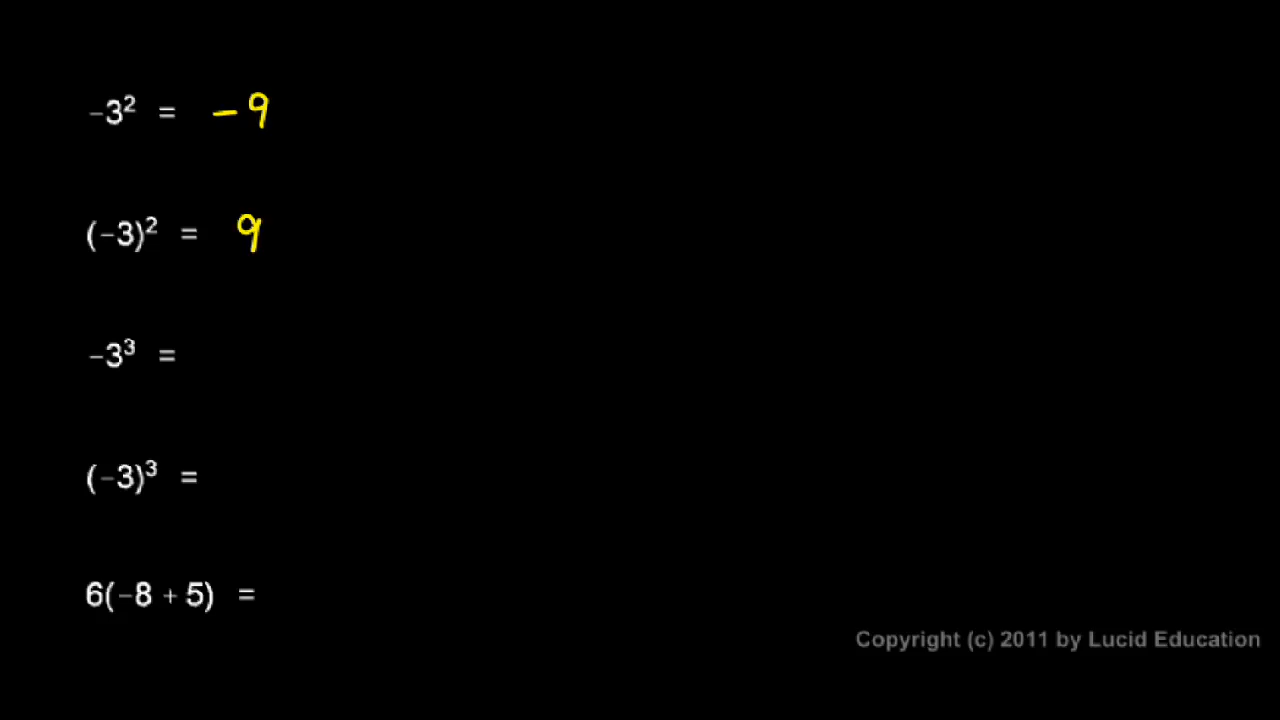 -3² = -9
(-3)² = 9
-3³ =
(-3)³ =
6(-8 + 5) =
Copyright (c) 2011 by Lucid Education